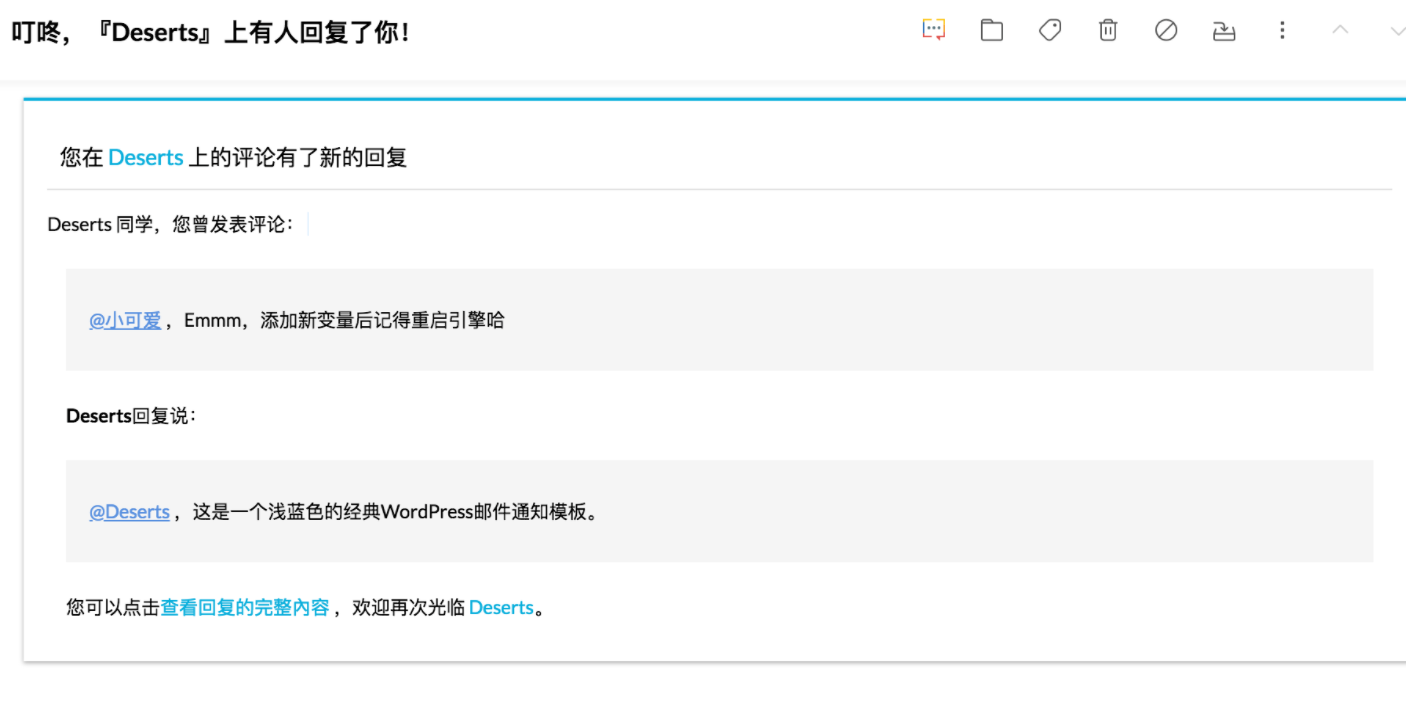 叮咚，『Deserts』上有人回复了你！
您在 Deserts 上的评论有了新的回复
Deserts 同学，您曾发表评论：
@小可爱 ，Emmm，添加新变量后记得重启引擎哈
Deserts回复说：
@Deserts ，这是一个浅蓝色的经典WordPress邮件通知模板。
您可以点击查看回复的完整內容 ，欢迎再次光临 Deserts。